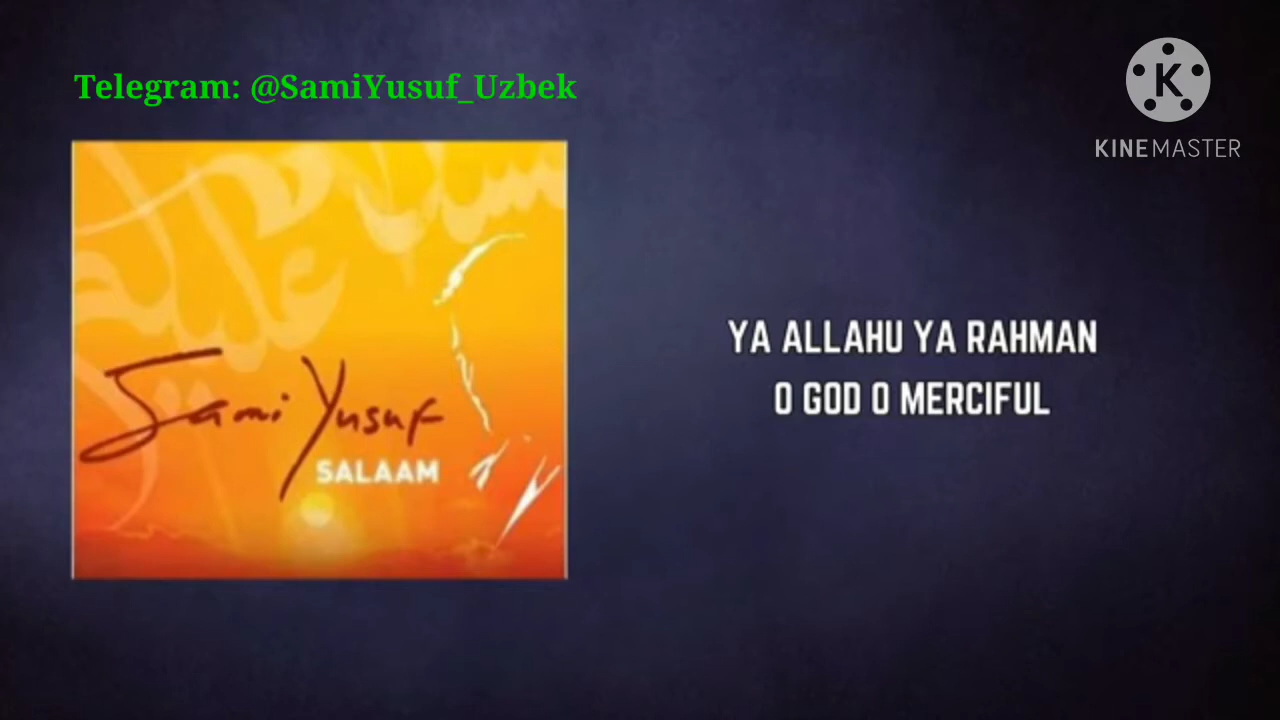 Telegram: @SamiYusuf_Uzbek
KINEMASTER
Sami Yusuf
SALAAM
YA ALLAHU YA RAHMAN
O GOD O MERCIFUL